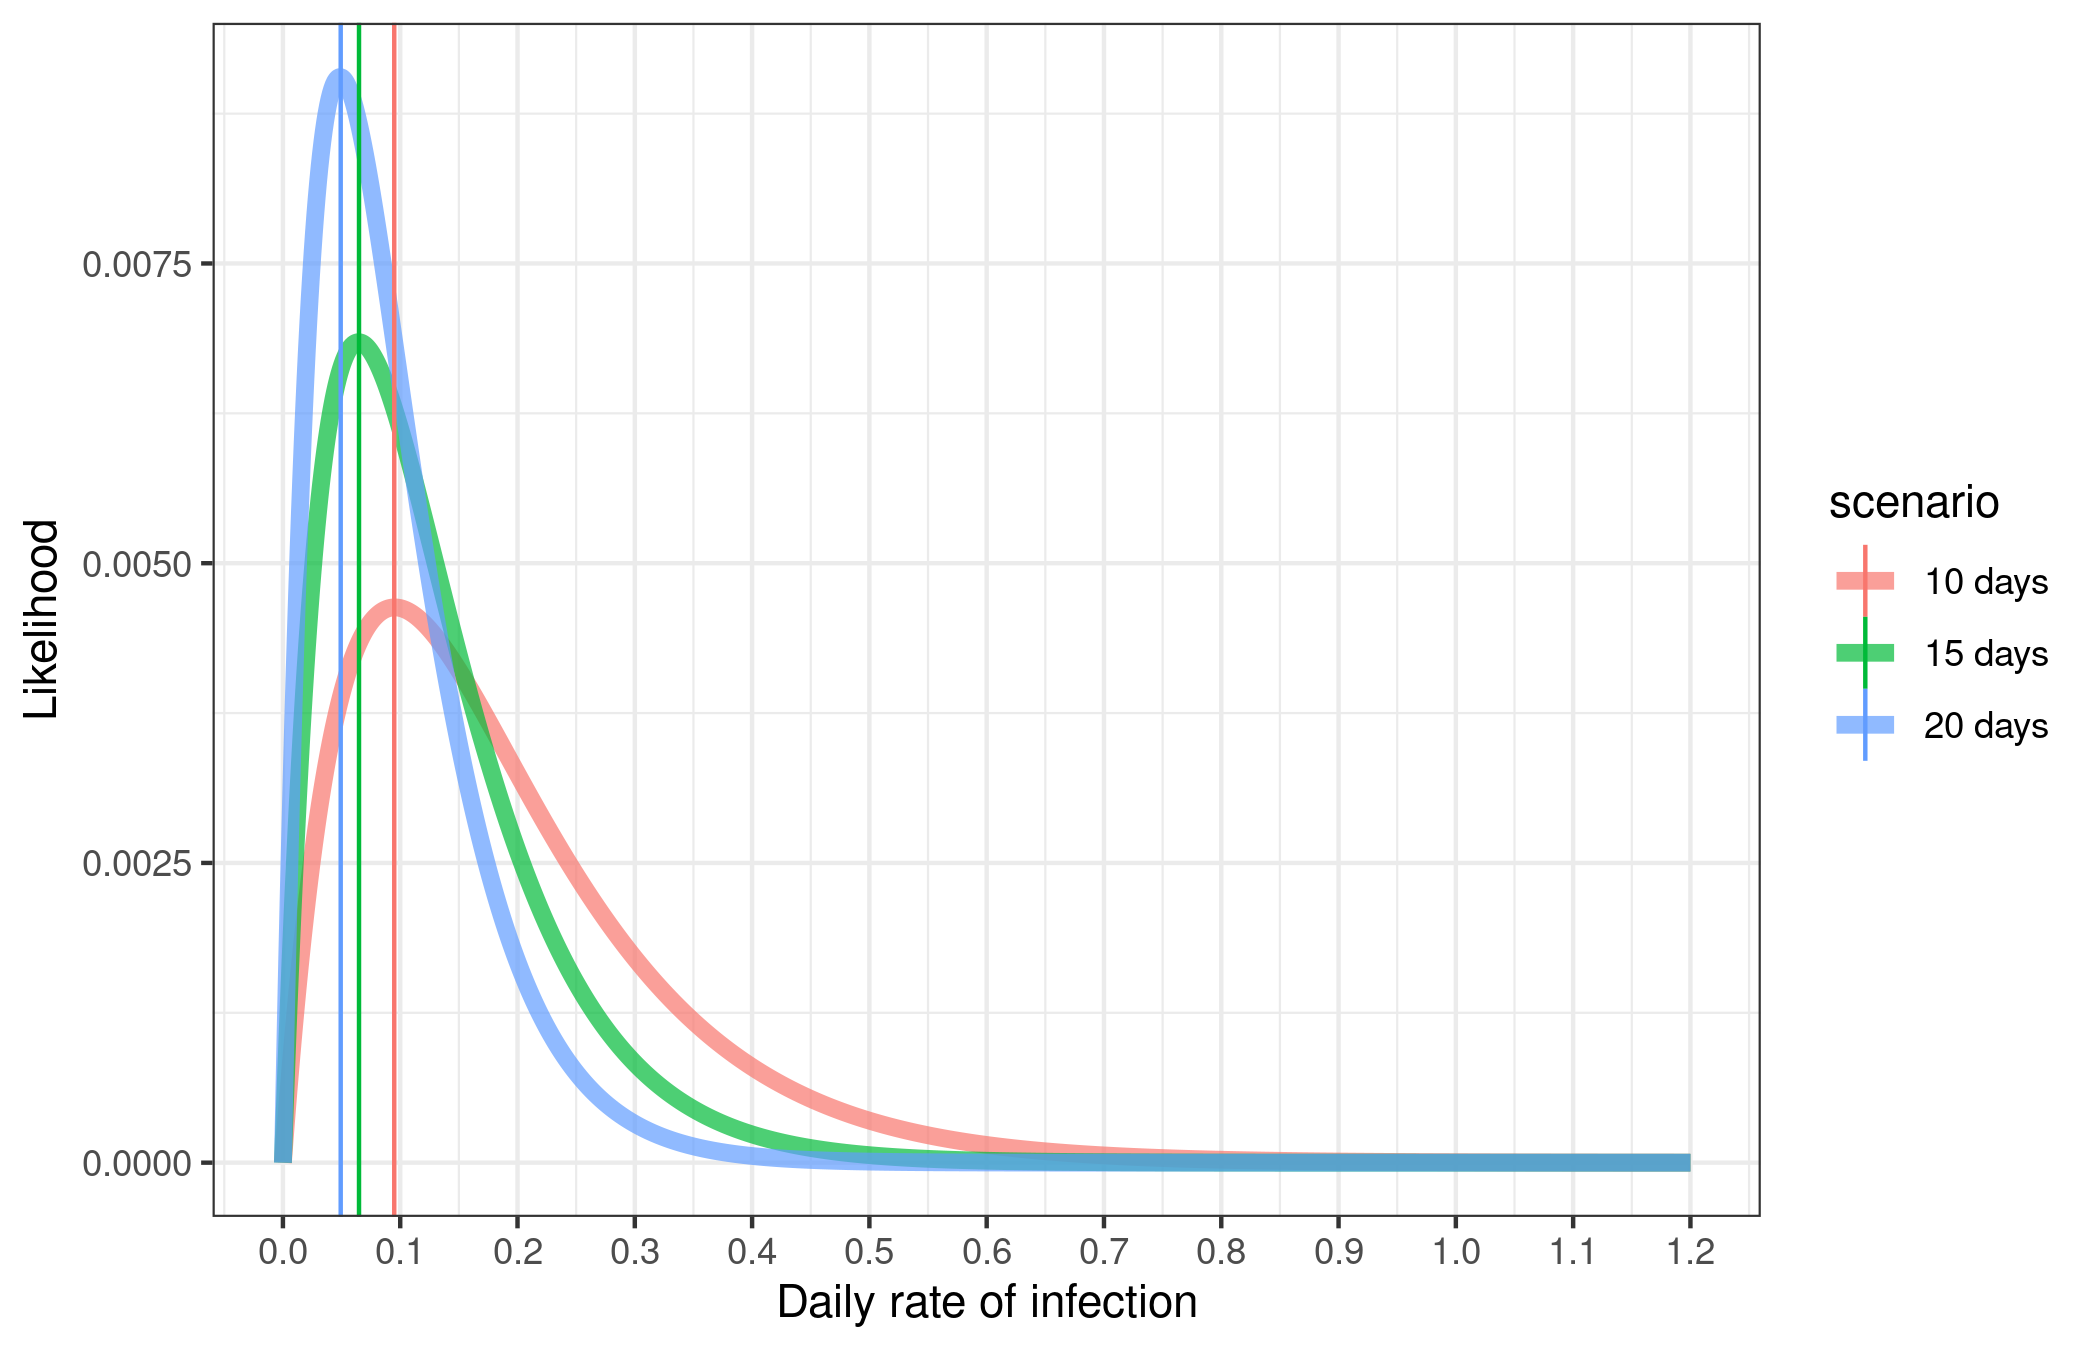 0.0075
0.0050
0.0025
0.0000
Likelihood
0.0 0.1 0.2 0.3 0.4 0.5 0.6 0.7 0.8 0.9 1.0 1.1 1.2
Daily rate of infection
scenario
10 days
15 days
20 days